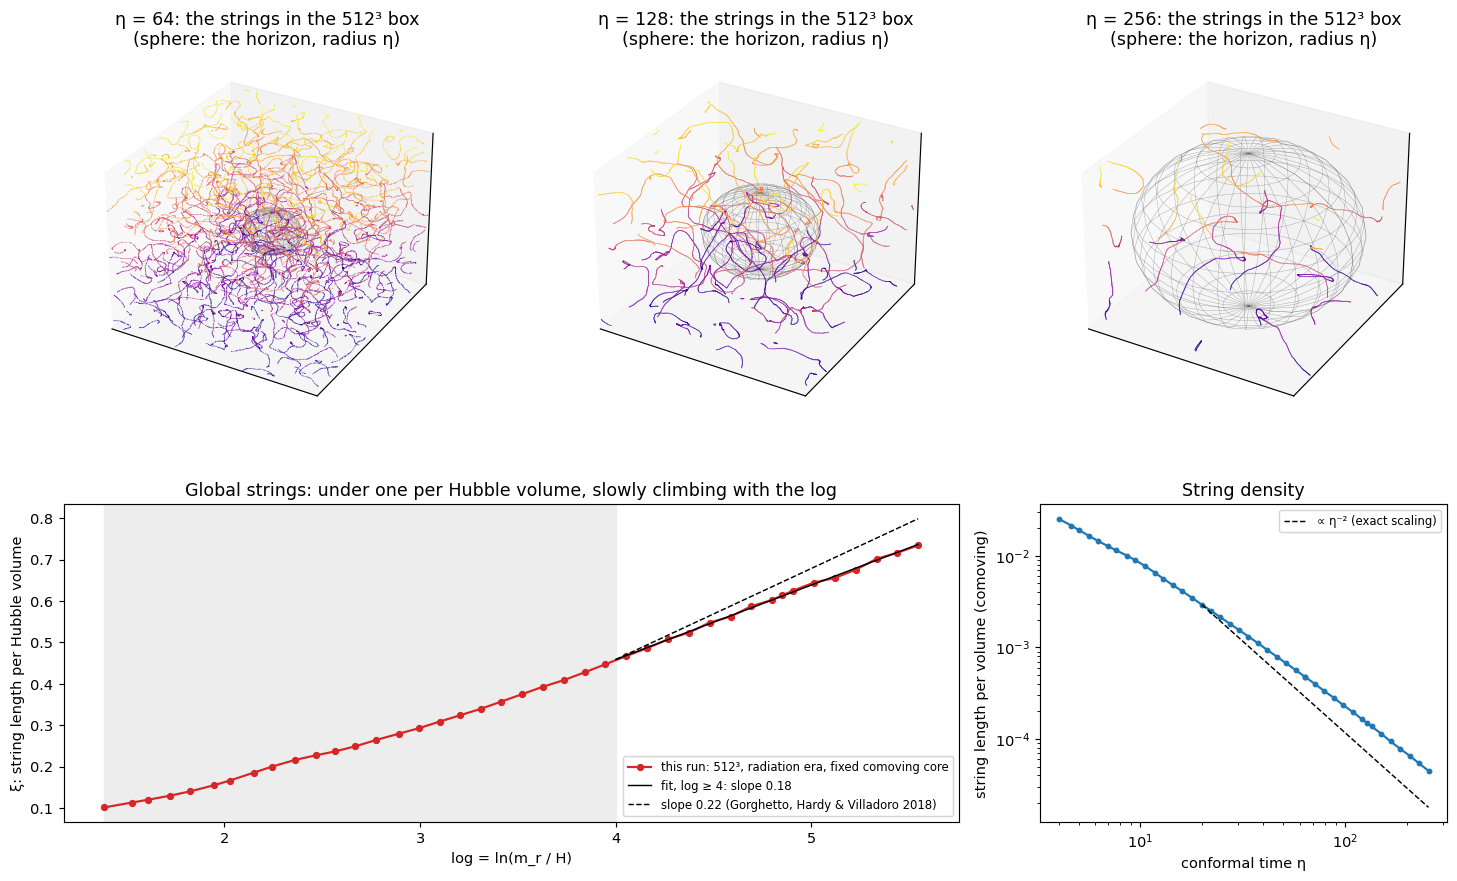 η = 64: the strings in the 512³ box
(sphere: the horizon, radius η)
η = 128: the strings in the 512³ box
(sphere: the horizon, radius η)
η = 256: the strings in the 512³ box
(sphere: the horizon, radius η)
Global strings: under one per Hubble volume, slowly climbing with the log
ξ: string length per Hubble volume
0.8
0.7
0.6
0.5
0.4
0.3
0.2
0.1
2
3
4
5
log = ln(m_r / H)
this run: 512³, radiation era, fixed comoving core
fit, log ≥ 4: slope 0.18
slope 0.22 (Gorghetto, Hardy & Villadoro 2018)
String density
string length per volume (comoving)
10⁻²
10⁻³
10⁻⁴
10¹
10²
conformal time η
∝ η⁻² (exact scaling)